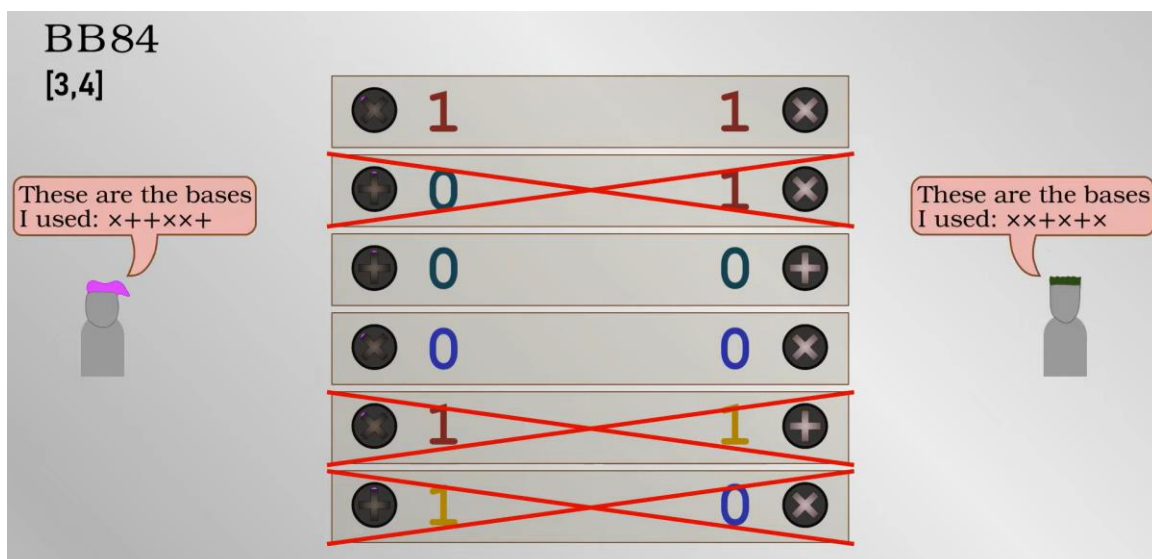 BB84
[3,4]
These are the bases
I used: ×++××+
1 1
0 1
0 0
0 0
1 1
1 0
These are the bases
I used: ××+×+×